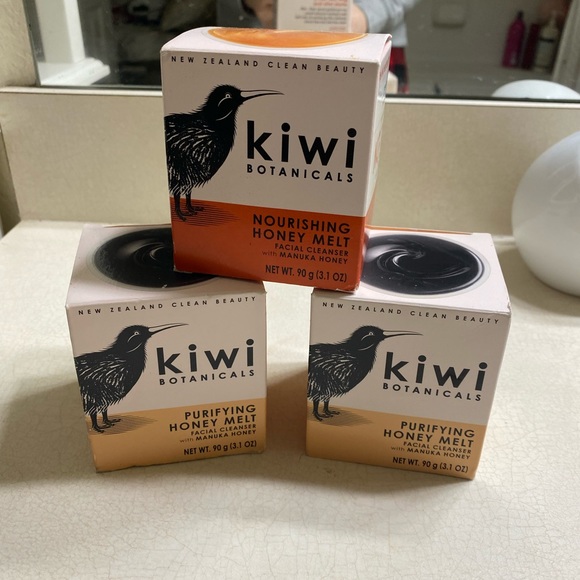 NEW ZEALAND CLEAN BEAUTY
kiwi
BOTANICALS
NOURISHING
HONEY MELT
FACIAL CLEANSER
with MANUKA HONEY
NET WT. 90 g (3.1 OZ)
NEW ZEALAND CLEAN BEAUTY
kiwi
BOTANICALS
PURIFYING
HONEY MELT
FACIAL CLEANSER
with MANUKA HONEY
NET WT. 90 g (3.1 OZ)
NEW ZEALAND CLEAN BEAUTY
kiwi
BOTANICALS
PURIFYING
HONEY MELT
FACIAL CLEANSER
with MANUKA HONEY
NET WT. 90 g (3.1 OZ)